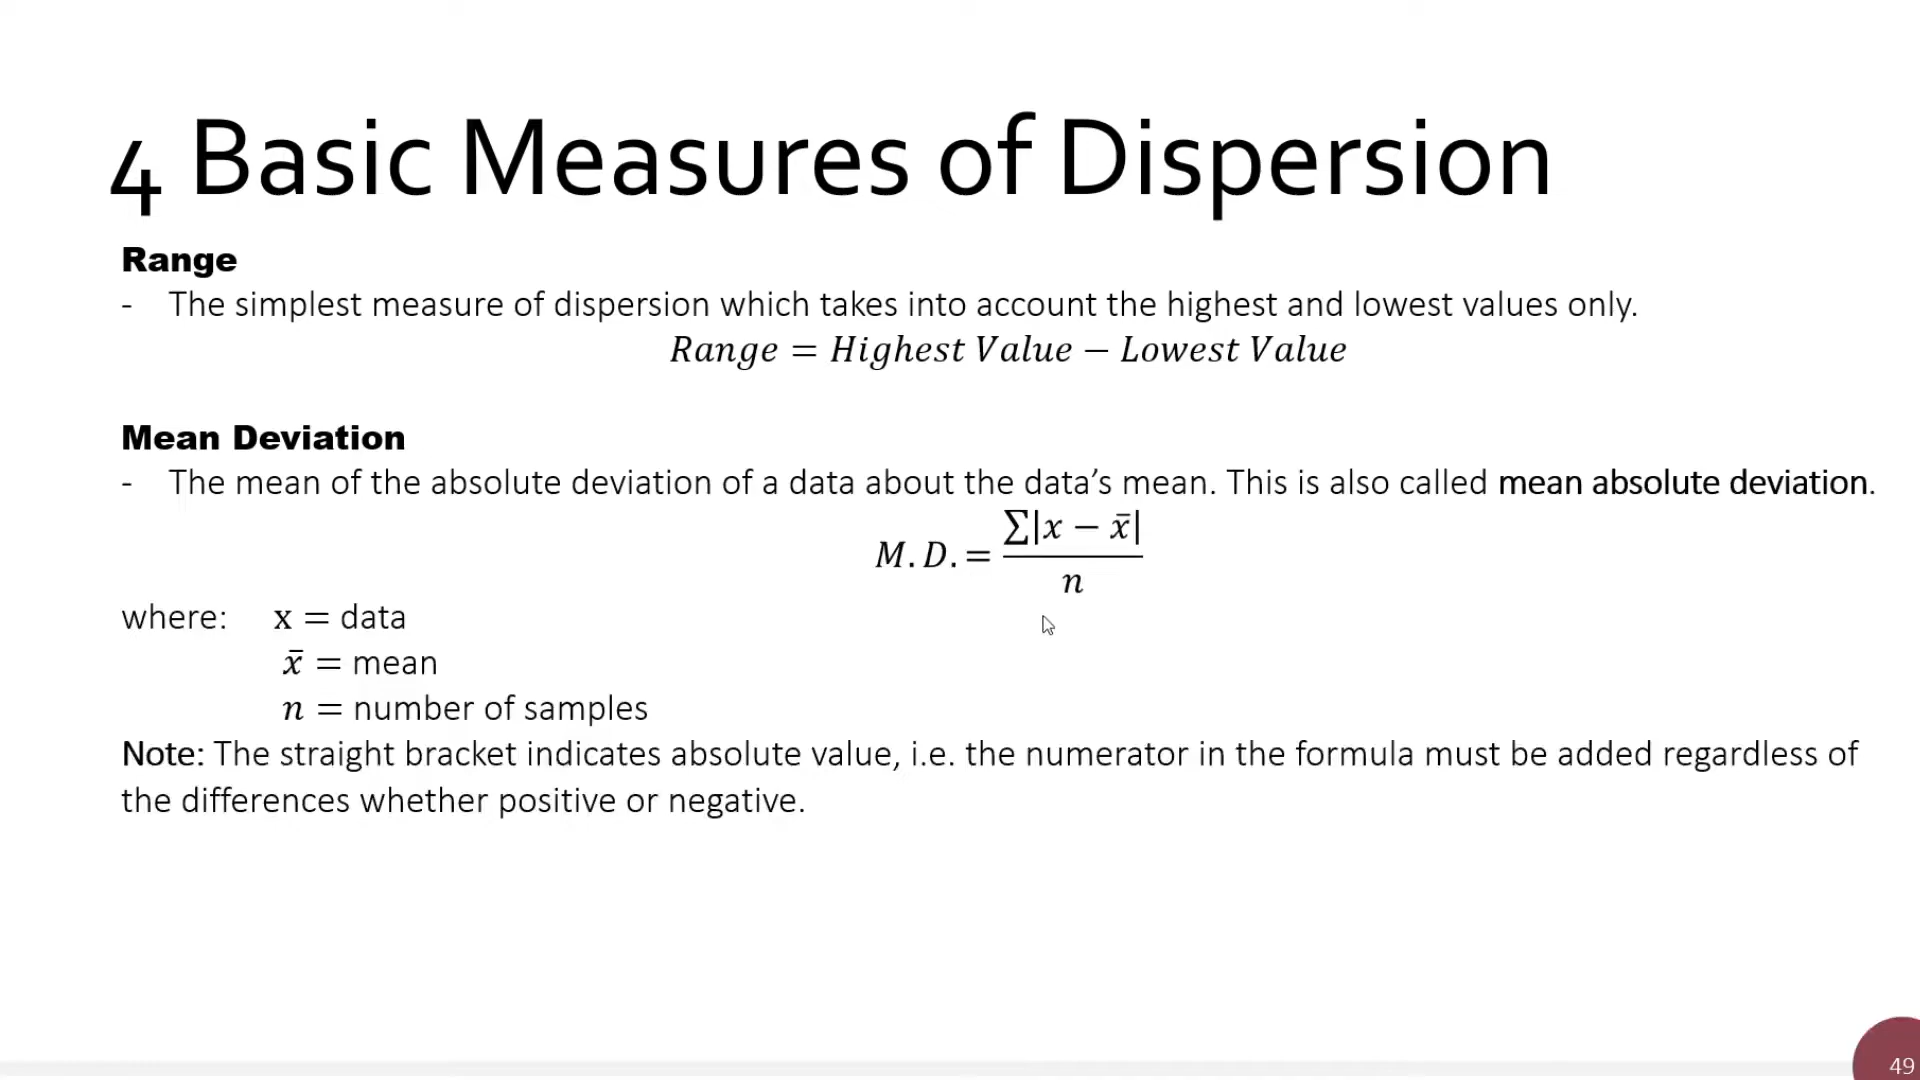 4 Basic Measures of Dispersion
Range
- The simplest measure of dispersion which takes into account the highest and lowest values only.
Range = Highest Value − Lowest Value
Mean Deviation
- The mean of the absolute deviation of a data about the data’s mean. This is also called mean absolute deviation.
M.D. = ∑|x − x̄| / n
where: x = data
x̄ = mean
n = number of samples
Note: The straight bracket indicates absolute value, i.e. the numerator in the formula must be added regardless of
the differences whether positive or negative.
49